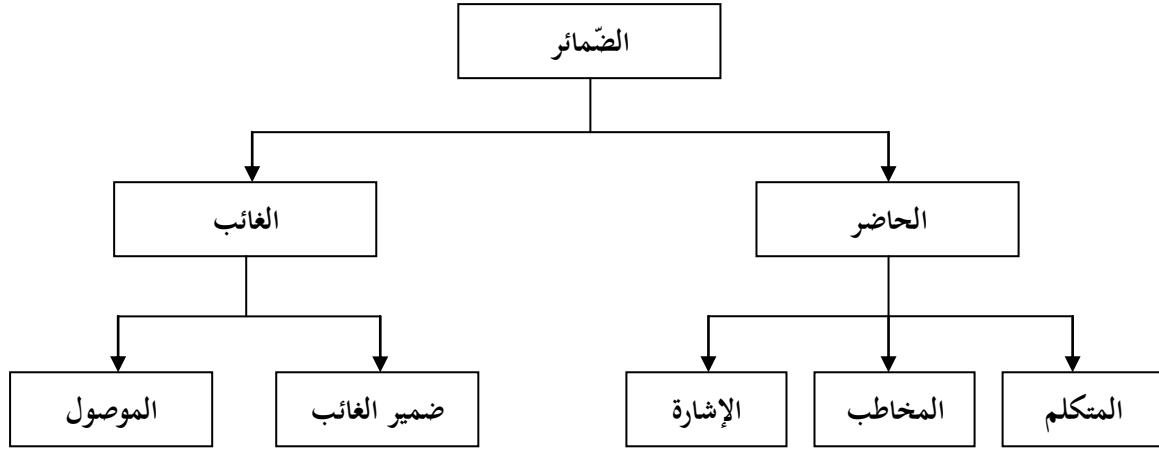 الضّمائر
الحاضر
الغائب
المتكلم
المخاطب
الإشارة
ضمير الغائب
الموصول